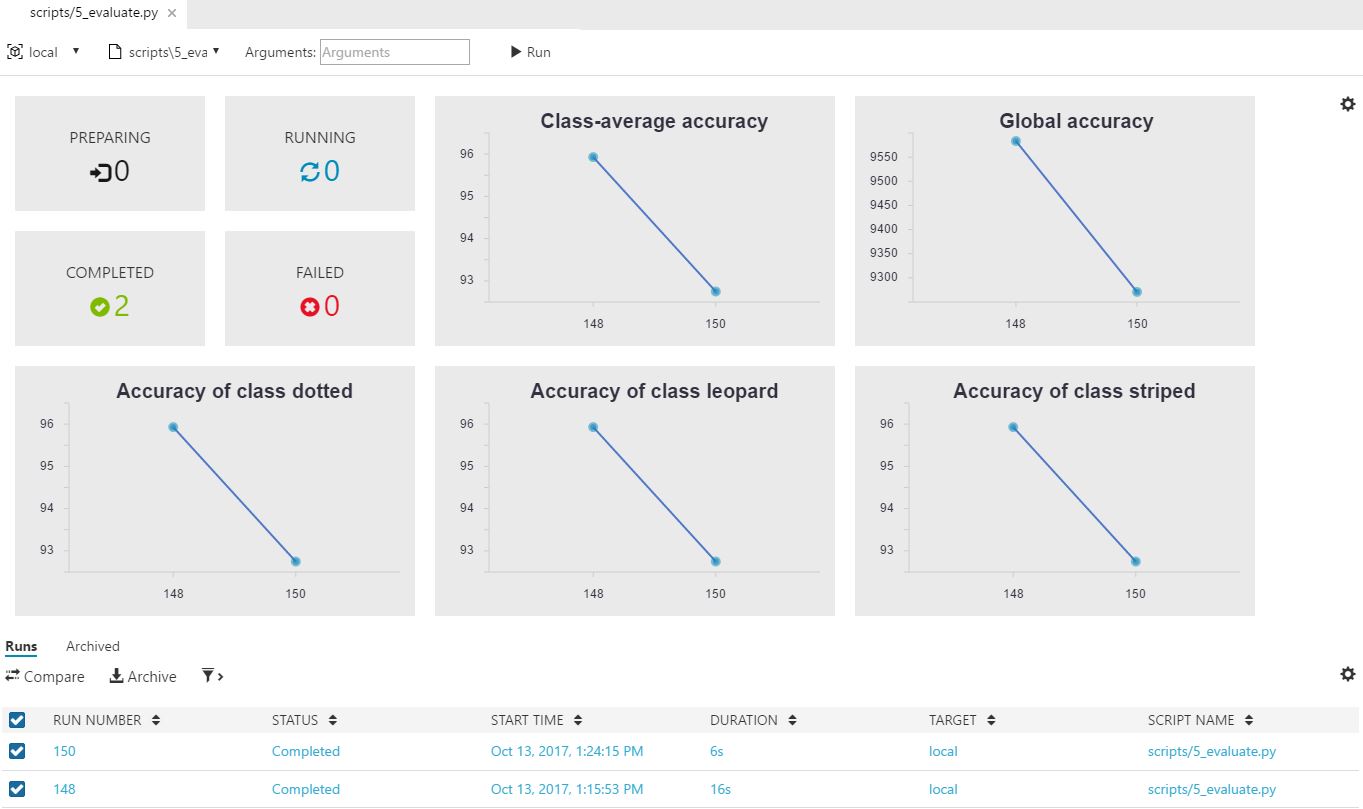 scripts/5_evaluate.py
local scripts\5_eva Arguments: Arguments Run
PREPARING
0
RUNNING
0
COMPLETED
2
FAILED
0
Class-average accuracy
96
95
94
93
148 150
Global accuracy
9550
9500
9450
9400
9350
9300
148 150
Accuracy of class dotted
96
95
94
93
148 150
Accuracy of class leopard
96
95
94
93
148 150
Accuracy of class striped
96
95
94
93
148 150
Runs Archived
Compare Archive
RUN NUMBER STATUS START TIME DURATION TARGET SCRIPT NAME
150 Completed Oct 13, 2017, 1:24:15 PM 6s local scripts/5_evaluate.py
148 Completed Oct 13, 2017, 1:15:53 PM 16s local scripts/5_evaluate.py